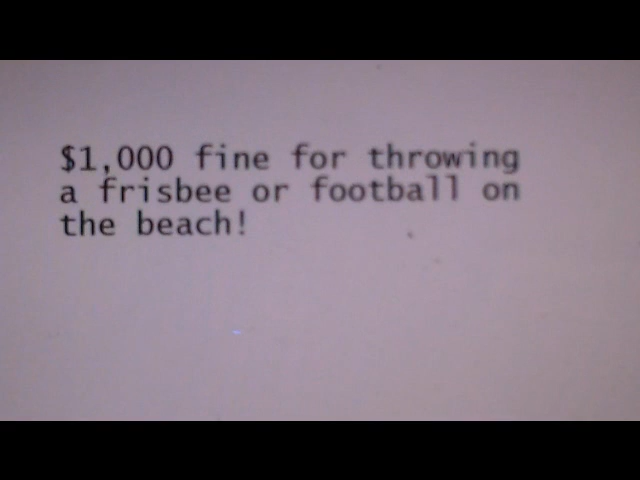 $1,000 fine for throwing
a frisbee or football on
the beach!